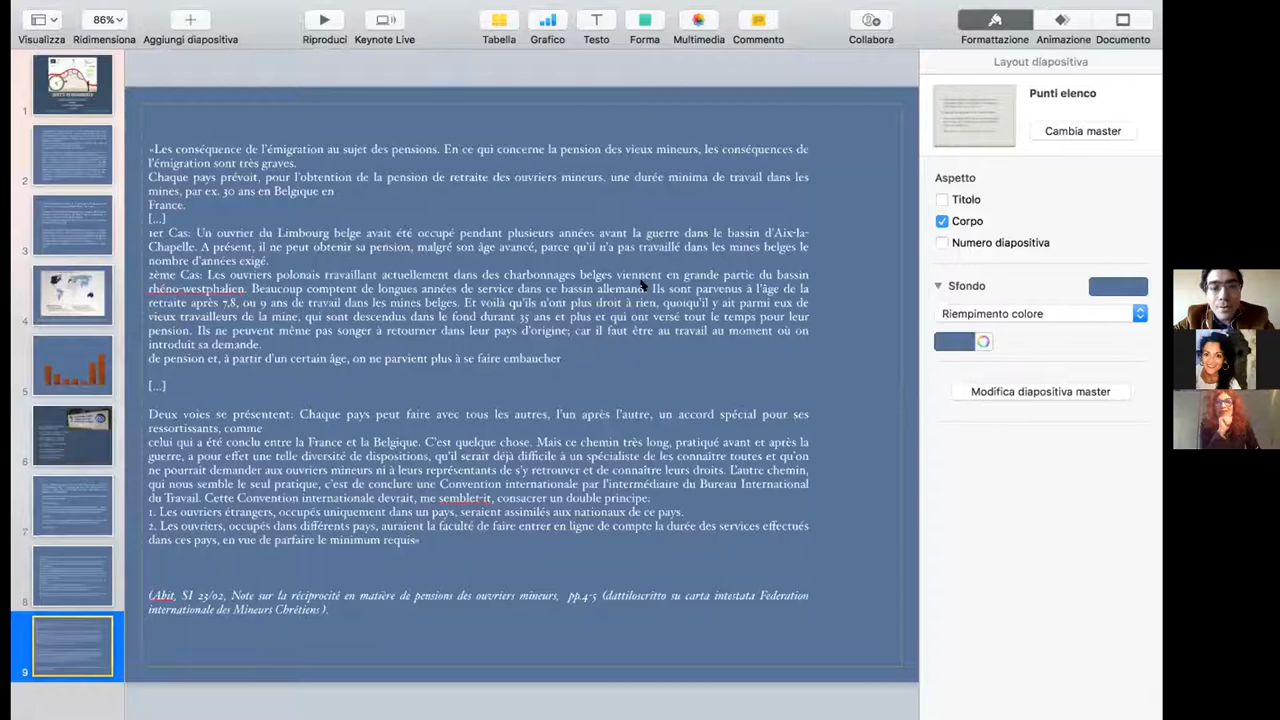 86%
Visualizza
Ridimensiona
Aggiungi diapositiva
Riproduci
Keynote Live
Tabella
Grafico
Testo
Forma
Multimedia
Commento
Collabora
Formattazione
Animazione
Documento
Layout diapositiva
Punti elenco
Cambia master
Aspetto
Titolo
Corpo
Numero diapositiva
Sfondo
Riempimento colore
Modifica diapositiva master
1
2
3
4
5
6
7
8
9
«Les conséquence de l'émigration au sujet des pensions. En ce qui concerne la pension des vieux mineurs, les conséquences de
l'émigration sont très graves.
Chaque pays prévoit, pour l'obtention de la pension de retraite des ouvriers mineurs, une durée minima de travail dans les
mines, par ex. 30 ans en Belgique en
France.
[...]
1er Cas: Un ouvrier du Limbourg belge avait été occupé pendant plusieurs années avant la guerre dans le bassin d'Aix-la-
Chapelle. A présent, il ne peut obtenir sa pension, malgré son âge avancé, parce qu'il n'a pas travaillé dans les mines belges le
nombre d'années exigé.
2ème Cas: Les ouvriers polonais travaillant actuellement dans des charbonnages belges viennent en grande partie du bassin
rhéno-westphalien. Beaucoup comptent de longues années de service dans ce bassin allemand. Ils sont parvenus à l'âge de la
retraite après 7,8, ou 9 ans de travail dans les mines belges. Et voilà qu'ils n'ont plus droit à rien, quoiqu'il y ait parmi eux de
vieux travailleurs de la mine, qui sont descendus dans le fond durant 35 ans et plus et qui ont versé tout le temps pour leur
pension. Ils ne peuvent même pas songer à retourner dans leur pays d'origine; car il faut être au travail au moment où on
introduit sa demande.
de pension et, à partir d'un certain âge, on ne parvient plus à se faire embaucher
[...]
Deux voies se présentent: Chaque pays peut faire avec tous les autres, l'un après l'autre, un accord spécial pour ses
ressortissants, comme
celui qui a été conclu entre la France et la Belgique. C'est quelque chose. Mais ce chemin très long, pratiqué avant et après la
guerre, a pour effet une telle diversité de dispositions, qu'il serait déjà difficile à un spécialiste de les connaître toutes et qu'on
ne pourrait demander aux ouvriers mineurs ni à leurs représentants de s'y retrouver et de connaître leurs droits. L'autre chemin,
qui nous semble le seul pratique, c'est de conclure une Convention internationale par l'intermédiaire du Bureau International
du Travail. Cette Convention internationale devrait, me semblet-it, consacrer un double principe:
1. Les ouvriers étrangers, occupés uniquement dans un pays, seraient assimilés aux nationaux de ce pays.
2. Les ouvriers, occupés dans différents pays, auraient la faculté de faire entrer en ligne de compte la durée des services effectués
dans ces pays, en vue de parfaire le minimum requis»
(Abit, SI 23/02, Note sur la réciprocité en matière de pensions des ouvriers mineurs, pp.4-5 (dattiloscritto su carta intestata Federation
internationale des Mineurs Chrétiens ).